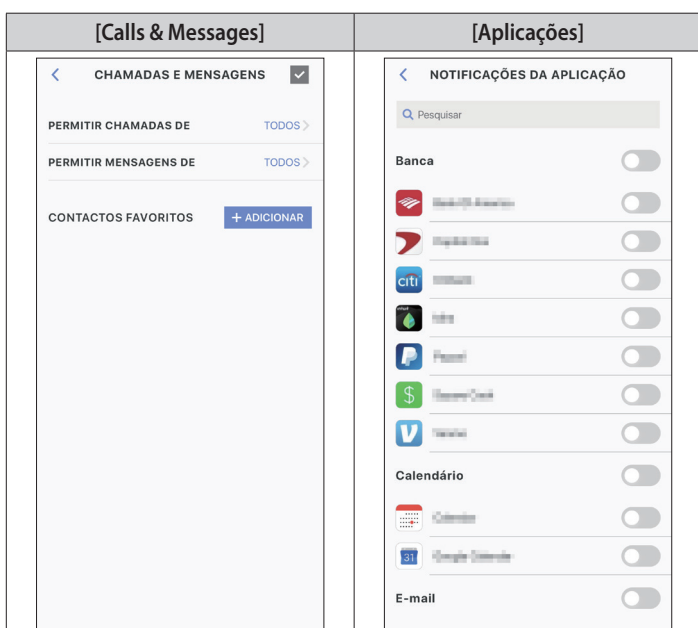 [Calls & Messages]
CHAMADAS E MENSAGENS
PERMITIR CHAMADAS DE TODOS
PERMITIR MENSAGENS DE TODOS
CONTACTOS FAVORITOS + ADICIONAR
[Aplicações]
NOTIFICAÇÕES DA APLICAÇÃO
Pesquisar
Banca
citi
intuit
$
Calendário
31
E-mail